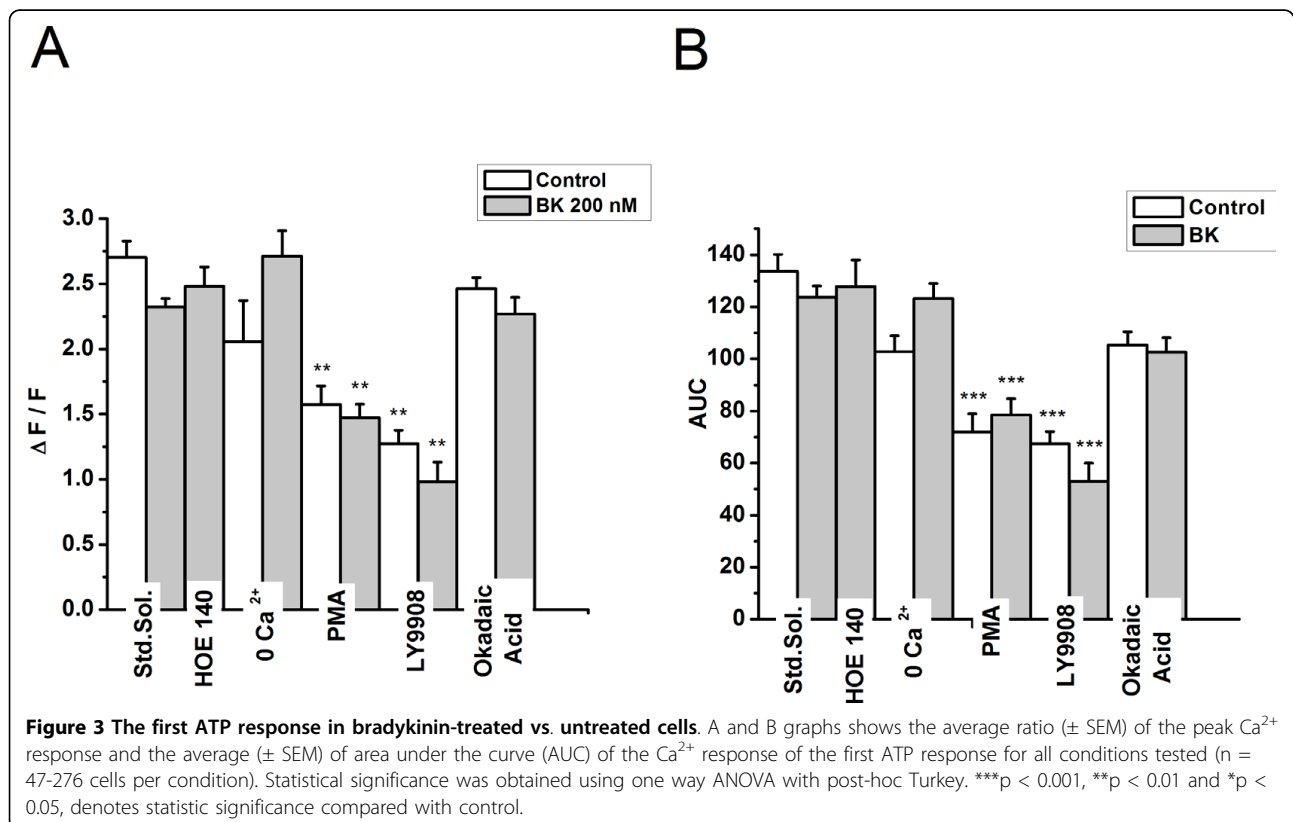 A
B
Control
BK 200 nM
Control
BK
3.0
2.5
2.0
1.5
1.0
0.5
0.0
Δ F / F
** ** ** **
Std.Sol.
HOE 140
0 Ca 2+
PMA
LY9908
Okadaic
Acid
140
120
100
80
60
40
20
0
AUC
*** *** *** ***
Std.Sol.
HOE 140
0 Ca 2+
PMA
LY9908
Okadaic
Acid
Figure 3 The first ATP response in bradykinin-treated vs. untreated cells. A and B graphs shows the average ratio (± SEM) of the peak Ca2+
response and the average (± SEM) of area under the curve (AUC) of the Ca2+ response of the first ATP response for all conditions tested (n =
47-276 cells per condition). Statistical significance was obtained using one way ANOVA with post-hoc Turkey. ***p < 0.001, **p < 0.01 and *p <
0.05, denotes statistic significance compared with control.